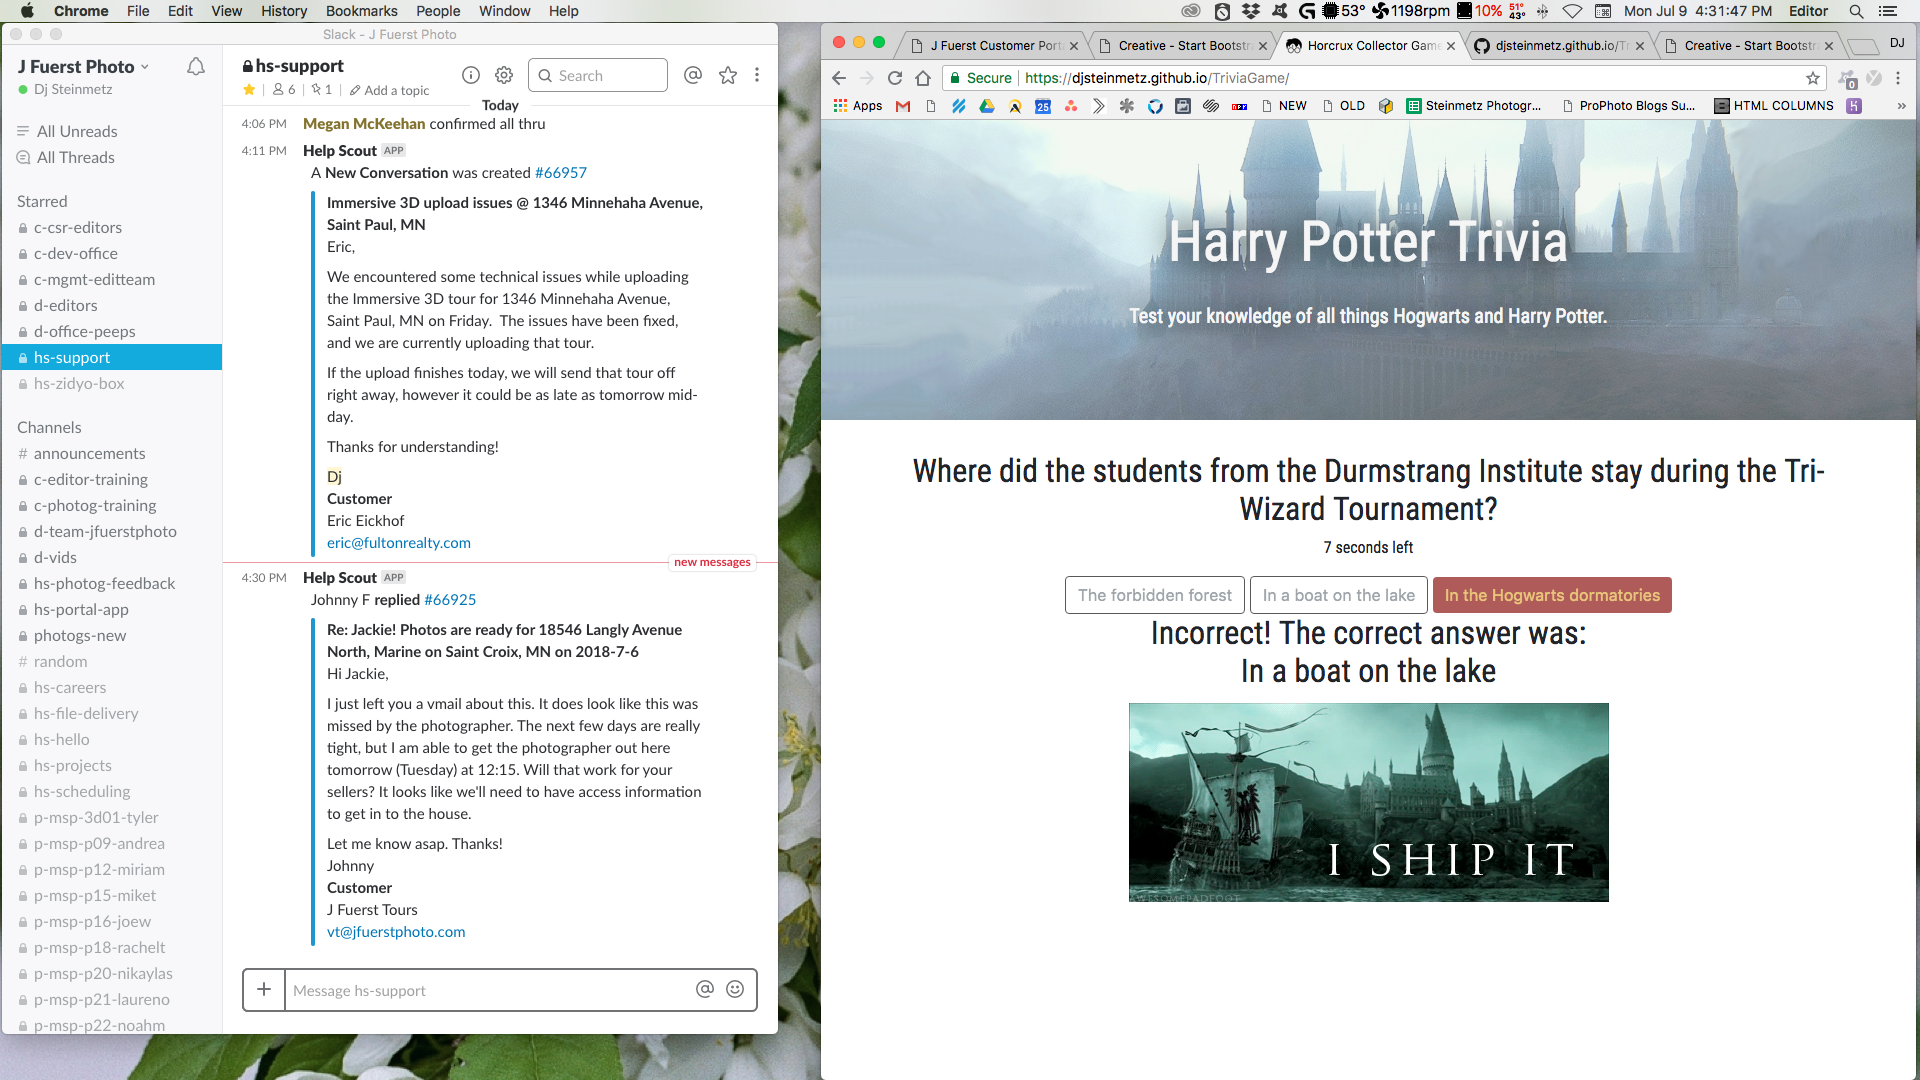 Chrome File Edit View History Bookmarks People Window Help
53° 1198rpm 10% 51° 43° Mon Jul 9 4:31:47 PM Editor
Slack - J Fuerst Photo
J Fuerst Photo
Dj Steinmetz
All Unreads
All Threads
Starred
c-csr-editors
c-dev-office
c-mgmt-editteam
d-editors
d-office-peeps
hs-support
hs-zidyo-box
Channels
# announcements
c-editor-training
c-photog-training
d-team-jfuerstphoto
d-vids
hs-photog-feedback
hs-portal-app
photogs-new
# random
hs-careers
hs-file-delivery
hs-hello
hs-projects
hs-scheduling
p-msp-3d01-tyler
p-msp-p09-andrea
p-msp-p12-miriam
p-msp-p15-miket
p-msp-p16-joew
p-msp-p18-rachelt
p-msp-p20-nikaylas
p-msp-p21-laureno
p-msp-p22-noahm
hs-support
6 | 1 | Add a topic
Search
Today
4:06 PM Megan McKeehan confirmed all thru
4:11 PM Help Scout APP
A New Conversation was created #66957
Immersive 3D upload issues @ 1346 Minnehaha Avenue,
Saint Paul, MN
Eric,
We encountered some technical issues while uploading
the Immersive 3D tour for 1346 Minnehaha Avenue,
Saint Paul, MN on Friday. The issues have been fixed,
and we are currently uploading that tour.
If the upload finishes today, we will send that tour off
right away, however it could be as late as tomorrow mid-
day.
Thanks for understanding!
Dj
Customer
Eric Eickhof
eric@fultonrealty.com
new messages
4:30 PM Help Scout APP
Johnny F replied #66925
Re: Jackie! Photos are ready for 18546 Langly Avenue
North, Marine on Saint Croix, MN on 2018-7-6
Hi Jackie,
I just left you a vmail about this. It does look like this was
missed by the photographer. The next few days are really
tight, but I am able to get the photographer out here
tomorrow (Tuesday) at 12:15. Will that work for your
sellers? It looks like we'll need to have access information
to get in to the house.
Let me know asap. Thanks!
Johnny
Customer
J Fuerst Tours
vt@jfuerstphoto.com
Message hs-support
J Fuerst Customer Port
Creative - Start Bootstr
Horcrux Collector Game
djsteinmetz.github.io/T
Creative - Start Bootstr
DJ
Secure | https://djsteinmetz.github.io/TriviaGame/
0
Apps 25 NEW OLD Steinmetz Photogr... ProPhoto Blogs Su... HTML COLUMNS »
Harry Potter Trivia
Test your knowledge of all things Hogwarts and Harry Potter.
Where did the students from the Durmstrang Institute stay during the Tri-
Wizard Tournament?
7 seconds left
The forbidden forest In a boat on the lake In the Hogwarts dormatories
Incorrect! The correct answer was:
In a boat on the lake
I SHIP IT
AWESOMEPADFOOT